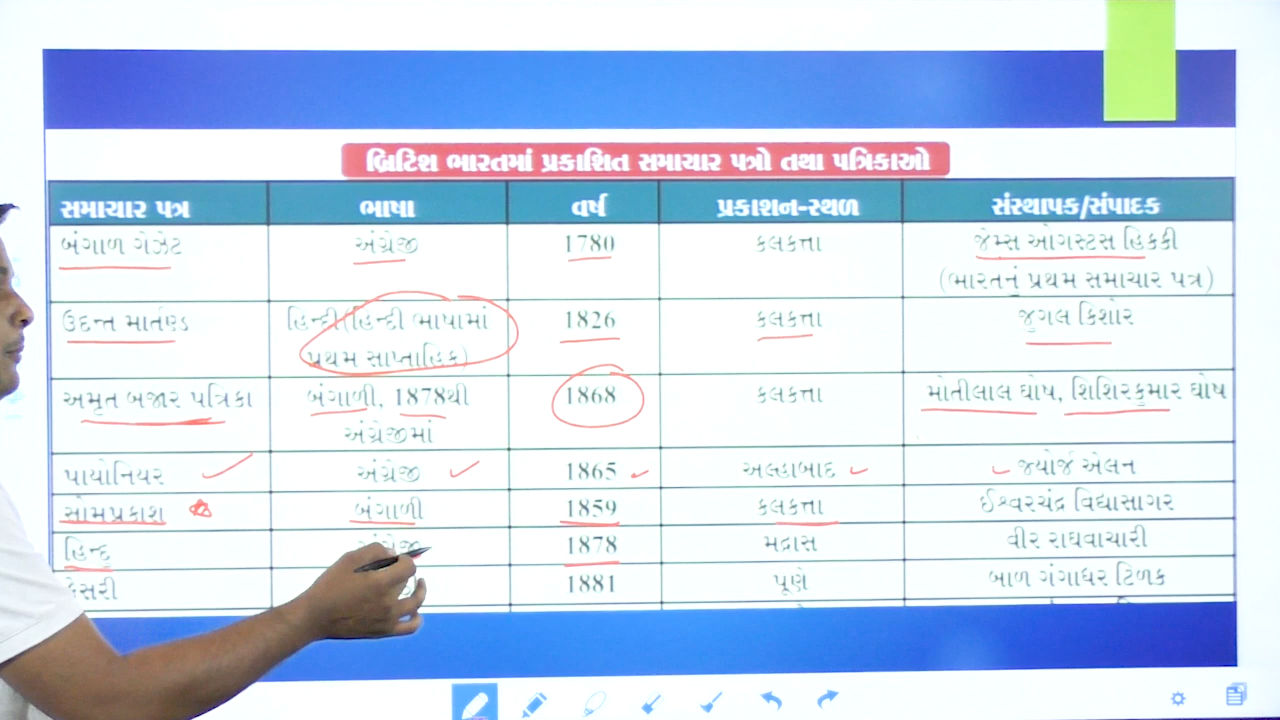 બ્રિટિશ ભારતમાં પ્રકાશિત સમાચાર પત્રો તથા પત્રિકાઓ
સમાચાર પત્ર ભાષા વર્ષ પ્રકાશન-સ્થળ સંસ્થાપક/સંપાદક
બંગાળ ગેઝેટ અંગ્રેજી 1780 કલકત્તા જેમ્સ ઓગસ્ટસ હિક્કી
(ભારતનું પ્રથમ સમાચાર પત્ર)
ઉદન્ત માર્તણ્ડ હિન્દી(હિન્દી ભાષામાં 1826 કલકત્તા જુગલ કિશોર
પ્રથમ સાપ્તાહિક)
અમૃત બજાર પત્રિકા બંગાળી, 1878થી 1868 કલકત્તા મોતીલાલ ઘોષ, શિશિરકુમાર ઘોષ
અંગ્રેજીમાં
પાયોનિયર અંગ્રેજી 1865 અલ્હાબાદ જ્યોર્જ એલન
સોમપ્રકાશ બંગાળી 1859 કલકત્તા ઈશ્વરચંદ્ર વિદ્યાસાગર
હિન્દુ 1878 મદ્રાસ વીર રાઘવાચારી
1881 પૂણે બાળ ગંગાધર ટિળક